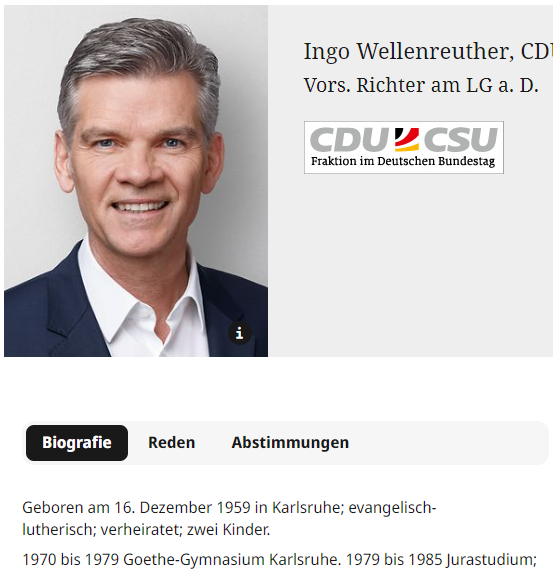 Ingo Wellenreuther, CDU
Vors. Richter am LG a. D.
CDU CSU
Fraktion im Deutschen Bundestag
i
Biografie Reden Abstimmungen
Geboren am 16. Dezember 1959 in Karlsruhe; evangelisch-
lutherisch; verheiratet; zwei Kinder.
1970 bis 1979 Goethe-Gymnasium Karlsruhe. 1979 bis 1985 Jurastudium;